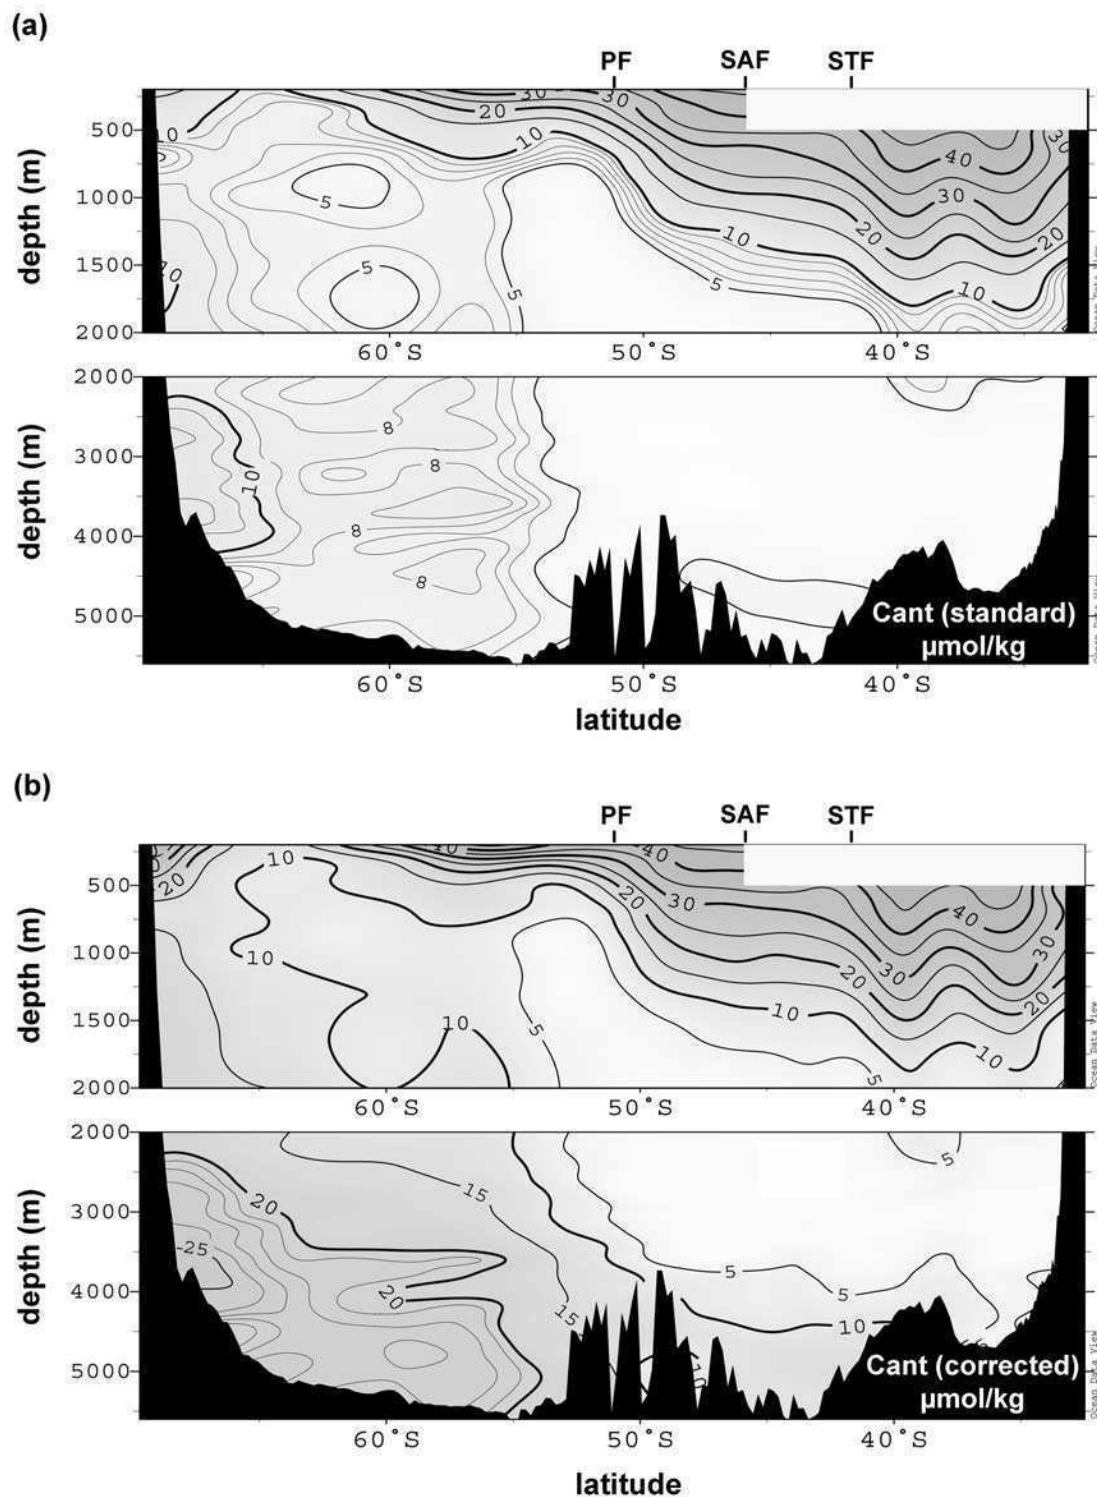 (a)
PF SAF STF
30 30
500 10 20 10 40 30
depth (m)
1000 5 30
10 20 20
1500 10 5 5 10
5
2000
60°S 50°S 40°S
2000
8
3000 8
10
depth (m)
4000 8
8
5000 Cant (standard)
µmol/kg
60°S 50°S 40°S
latitude
(b)
PF SAF STF
40 40
10
500 20 20 30 40
depth (m)
1000 10 30
20 30
1500 10 5 10 20
10
2000 5
60°S 50°S 40°S
2000
5
15
3000 20
depth (m)
25 5
4000 20 5
15 10
5000 10 Cant (corrected)
µmol/kg
60°S 50°S 40°S
latitude
Ocean Data View